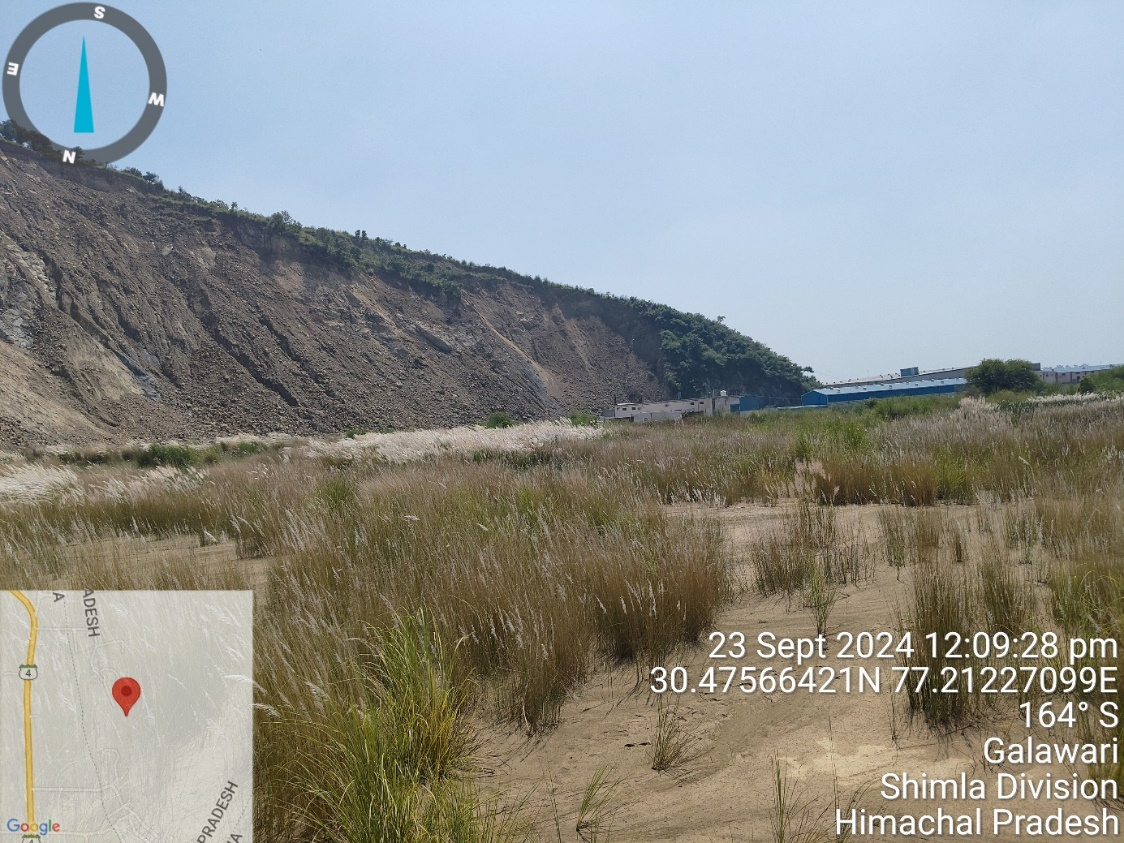 S
E
W
N
A
ADESH
4
PRADESH
A
Google
23 Sept 2024 12:09:28 pm
30.47566421N 77.21227099E
164° S
Galawari
Shimla Division
Himachal Pradesh